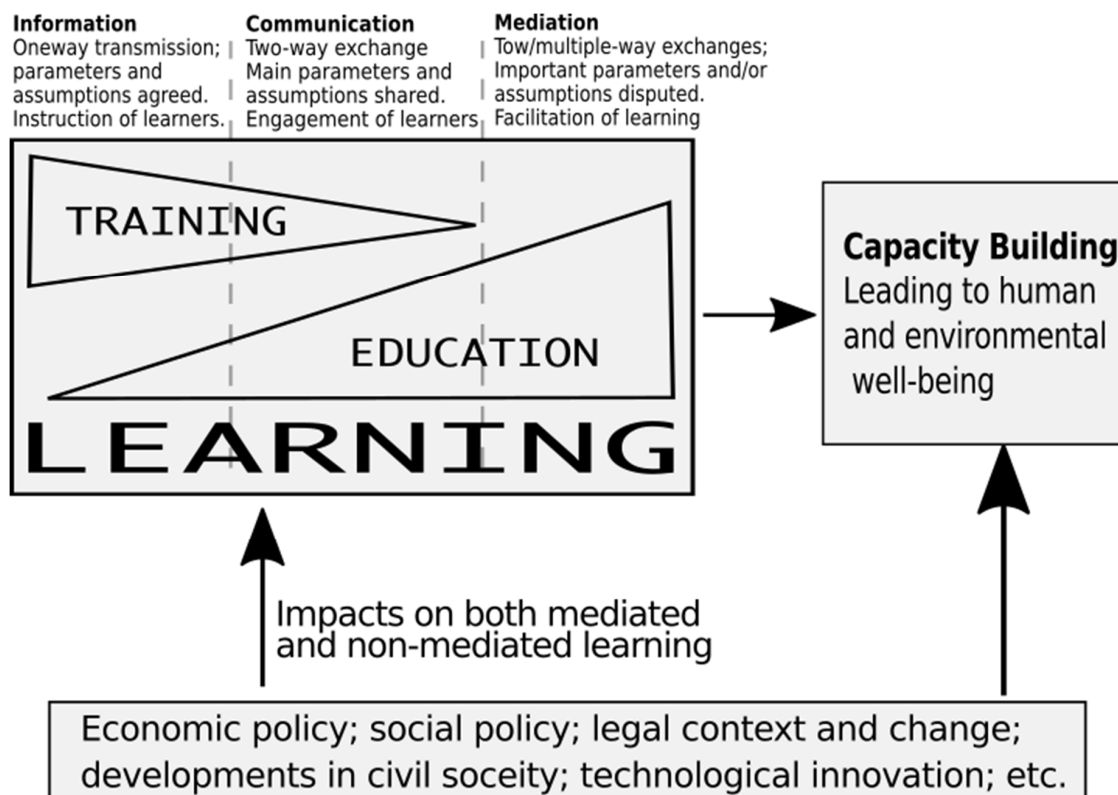 Information
Oneway transmission;
parameters and
assumptions agreed.
Instruction of learners.
Communication
Two-way exchange
Main parameters and
assumptions shared.
Engagement of learners
Mediation
Tow/multiple-way exchanges;
Important parameters and/or
assumptions disputed.
Facilitation of learning
TRAINING
EDUCATION
LEARNING
Capacity Building
Leading to human
and environmental
well-being
Impacts on both mediated
and non-mediated learning
Economic policy; social policy; legal context and change;
developments in civil soceity; technological innovation; etc.